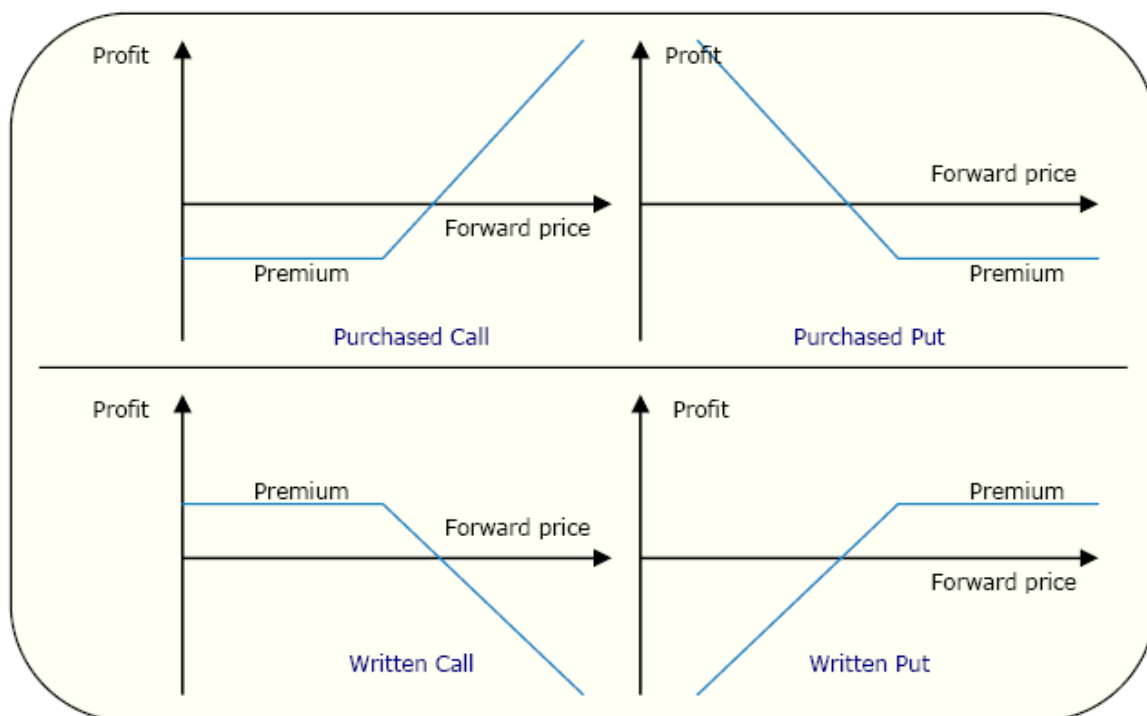 Profit
Forward price
Premium
Purchased Call
Profit
Forward price
Premium
Purchased Put
Profit
Premium
Forward price
Written Call
Profit
Premium
Forward price
Written Put